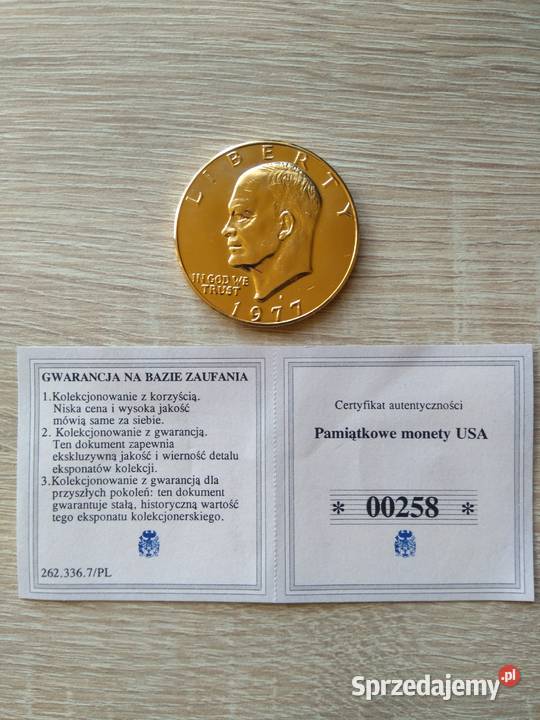 LIBERTY
IN GOD WE
TRUST
1977
GWARANCJA NA BAZIE ZAUFANIA
1.Kolekcjonowanie z korzyścią.
Niska cena i wysoka jakość
mówią same za siebie.
2. Kolekcjonowanie z gwarancją.
Ten dokument zapewnia
ekskluzywną jakość i wierność detalu
eksponatów kolekcji.
3.Kolekcjonowanie z gwarancją dla
przyszłych pokoleń: ten dokument
gwarantuje stałą, historyczną wartość
tego eksponatu kolekcjonerskiego.
262.336.7/PL
Certyfikat autentyczności
Pamiątkowe monety USA
* 00258 *
Sprzedajemy.pl